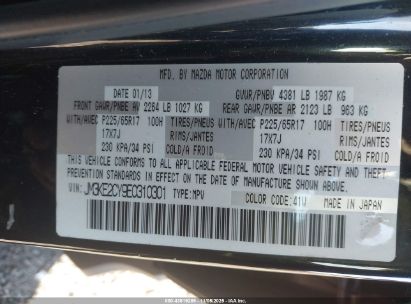 MFD. BY MAZDA MOTOR CORPORATION
DATE 01/13 GVWR/PNBV 4381 LB 1987 KG
FRONT GAWR/PNBE AV 2264 LB 1027 KG REAR GAWR/PNBE AR 2123 LB 963 KG
WITH/AVEC P225/65R17 100H TIRES/PNEUS WITH/AVEC P225/65R17 100H TIRES/PNEUS
17X7J RIMS/JANTES 17X7J RIMS/JANTES
230 KPA/34 PSI COLD/A FROID 230 KPA/34 PSI COLD/A FROID
THIS VEHICLE CONFORMS TO ALL APPLICABLE FEDERAL MOTOR VEHICLE SAFETY, BUMPER, AND THEFT
PREVENTION STANDARDS IN EFFECT ON THE DATE OF MANUFACTURE SHOWN ABOVE.
VIN: JM3KE2CY9E0310301 TYPE:MPV
COLOR CODE:41W MADE IN JAPAN